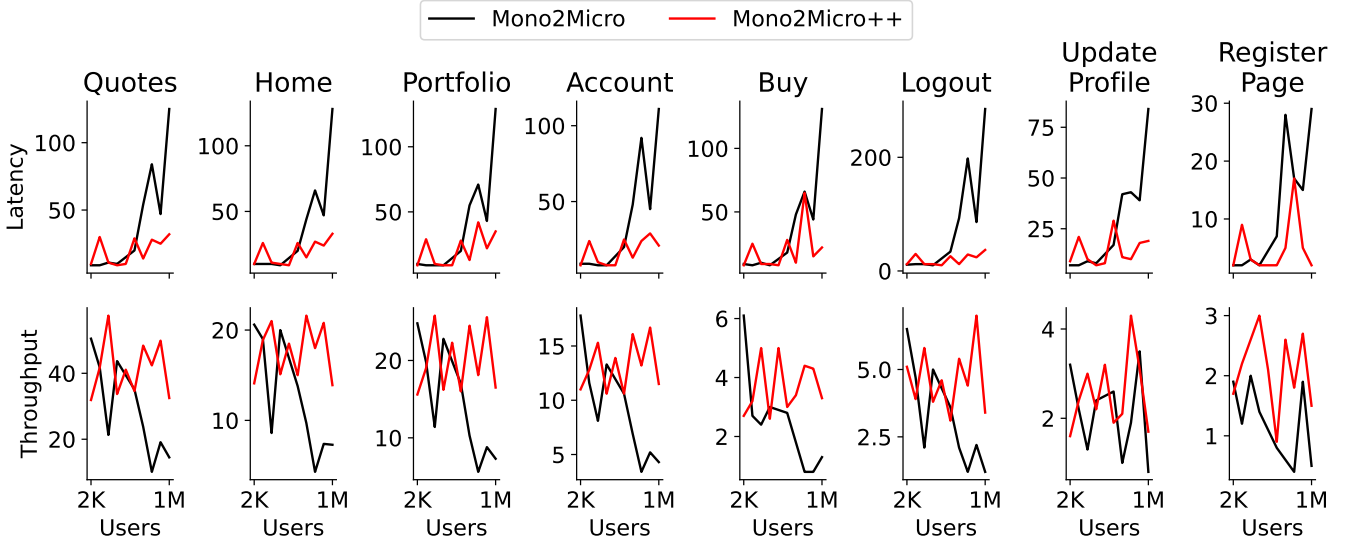 Mono2Micro Mono2Micro++
Quotes Home Portfolio Account Buy Logout Update Profile Register Page
Latency
100 50
100 50
100 50
100 50
100 50
200 0
75 50 25
30 20 10
Throughput
40 20
20 10
20 10
15 10 5
6 4 2
5.0 2.5
4 2
3 2 1
2K 1M 2K 1M 2K 1M 2K 1M 2K 1M 2K 1M 2K 1M 2K 1M
Users Users Users Users Users Users Users Users